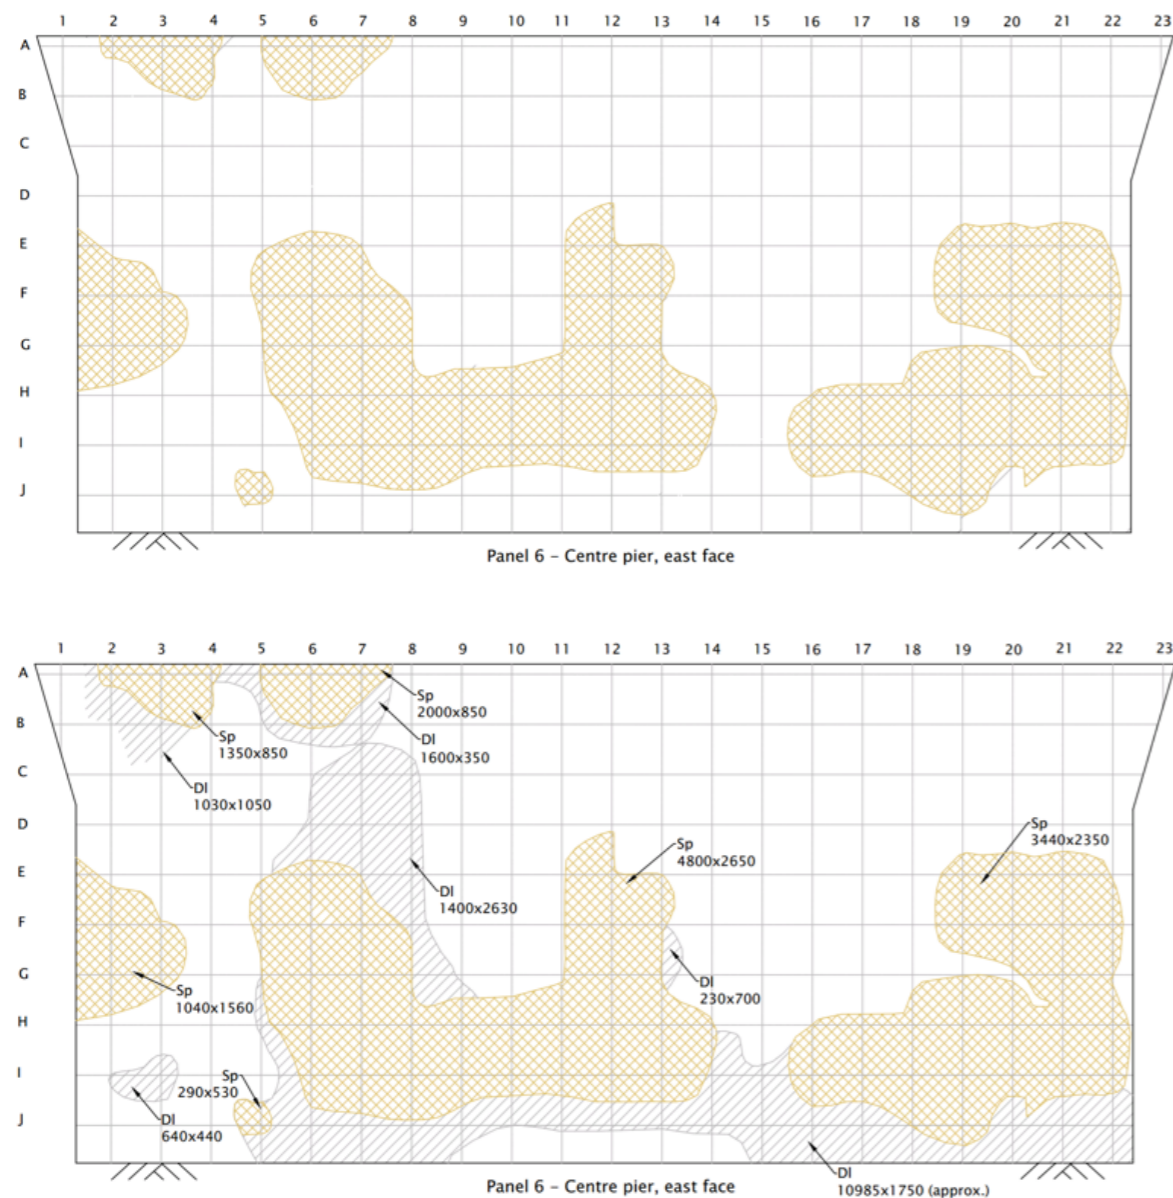 1 2 3 4 5 6 7 8 9 10 11 12 13 14 15 16 17 18 19 20 21 22 23
A
B
C
D
E
F
G
H
I
J
Panel 6 – Centre pier, east face
1 2 3 4 5 6 7 8 9 10 11 12 13 14 15 16 17 18 19 20 21 22 23
A
Sp
2000x850
B
Sp
1350x850
Dl
1600x350
C
Dl
1030x1050
D
Sp
3440x2350
Sp
4800x2650
E
Dl
1400x2630
F
G
Sp
1040x1560
Dl
230x700
H
I
Sp
290x530
J
Dl
640x440
Dl
10985x1750 (approx.)
Panel 6 – Centre pier, east face